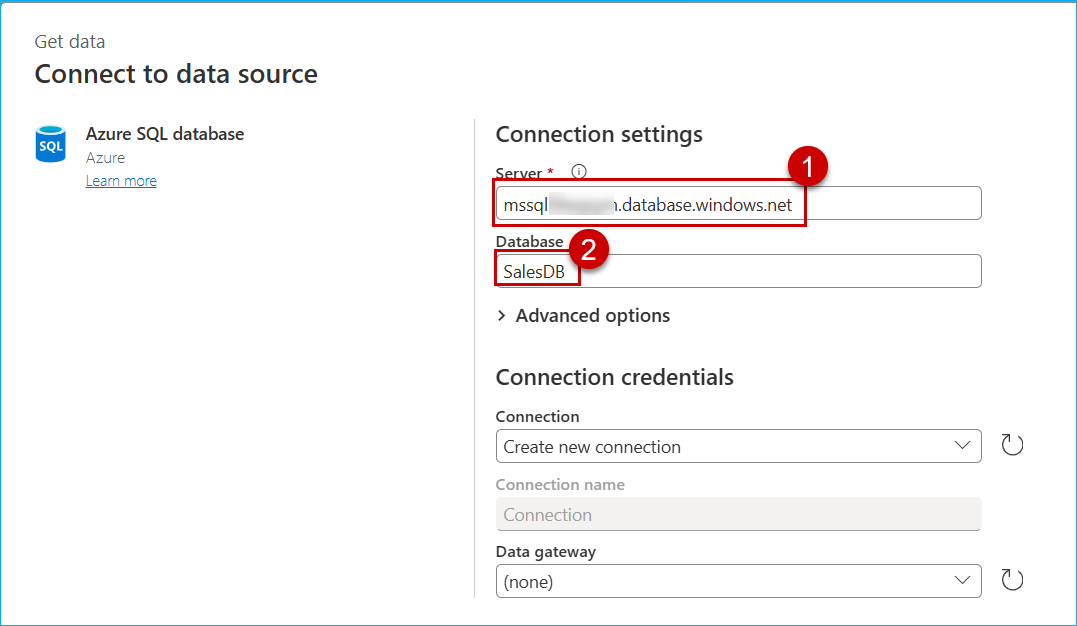 Get data
Connect to data source
SQL
Azure SQL database
Azure
Learn more
Connection settings
Server *
1
mssql n.database.windows.net
Database
2
SalesDB
Advanced options
Connection credentials
Connection
Create new connection
Connection name
Connection
Data gateway
(none)